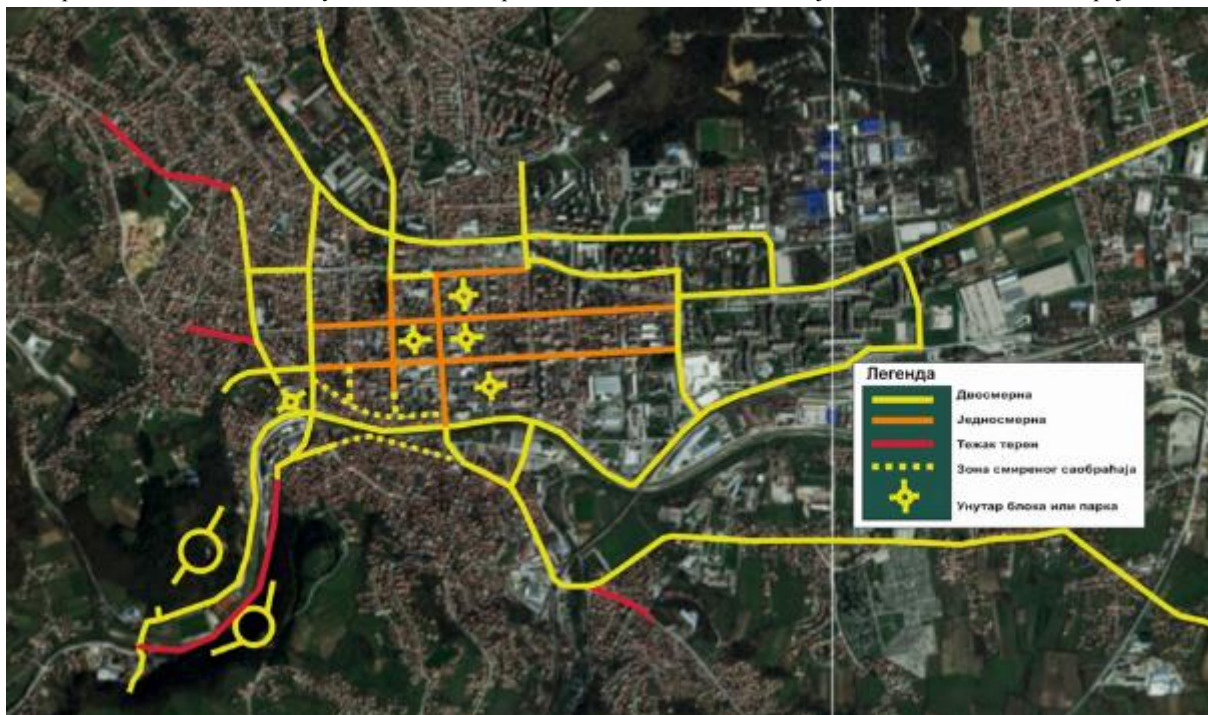 Легенда
Двосмерна
Једносмерна
Тежак терен
Зона смиреног саобраћаја
Унутар блока или парка